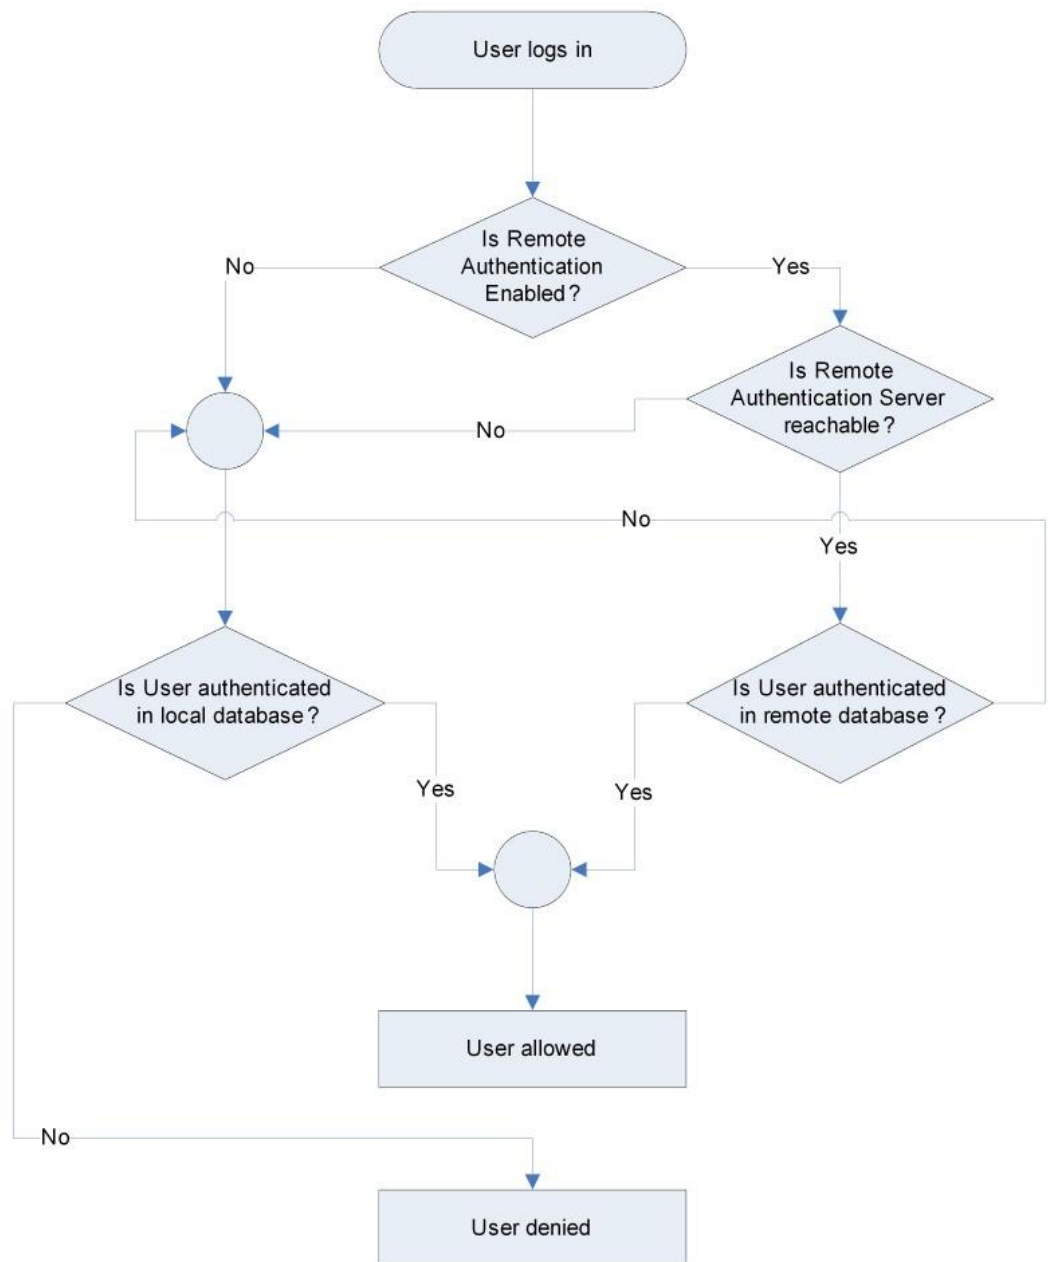 User logs in
Is Remote
Authentication
Enabled?
No
Yes
Is Remote
Authentication Server
reachable?
No
No
Yes
Is User authenticated
in local database?
Is User authenticated
in remote database?
Yes
Yes
User allowed
No
User denied